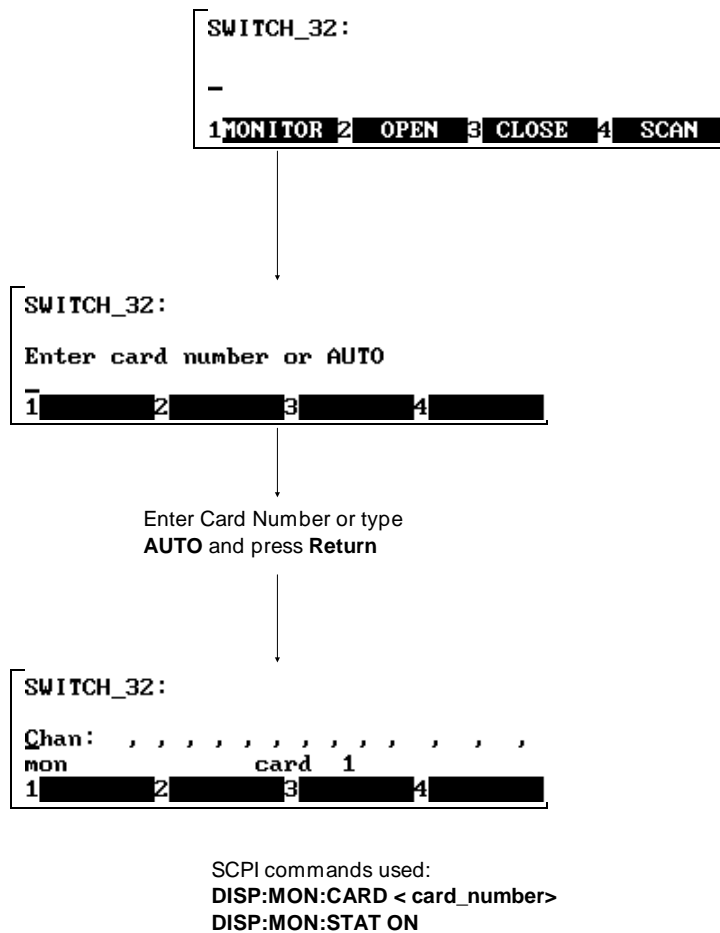 SWITCH_32:
_
1 MONITOR 2 OPEN 3 CLOSE 4 SCAN
SWITCH_32:
Enter card number or AUTO
_
1 2 3 4
Enter Card Number or type
AUTO and press Return
SWITCH_32:
Chan: , , , , , , , , , , , , ,
mon card 1
1 2 3 4
SCPI commands used:
DISP:MON:CARD < card_number>
DISP:MON:STAT ON